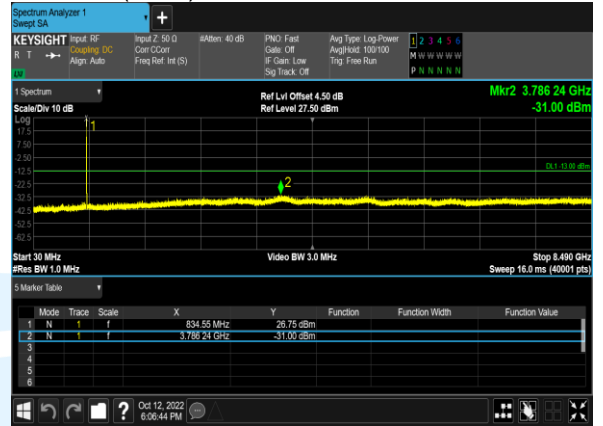 Spectrum Analyzer 1
Swept SA
+
KEYSIGHT Input: RF Input Z: 50 Ω #Atten: 40 dB PNO: Fast Avg Type: Log-Power 1 2 3 4 5 6
R T Coupling: DC Corr CCorr Gate: Off Avg|Hold: 100/100 M W W W W W
Align: Auto Freq Ref: Int (S) IF Gain: Low Trig: Free Run P N N N N N
LXI Sig Track: Off
1 Spectrum Ref Lvl Offset 4.50 dB Mkr2 3.786 24 GHz
Scale/Div 10 dB Ref Level 27.50 dBm -31.00 dBm
Log
17.5
7.50
-2.50
-12.5
-22.5
-32.5
-42.5
-52.5
-62.5
1
2
DL1 -13.00 dBm
Start 30 MHz Video BW 3.0 MHz Stop 8.490 GHz
#Res BW 1.0 MHz Sweep 16.0 ms (40001 pts)
5 Marker Table
Mode Trace Scale X Y Function Function Width Function Value
1 N 1 f 834.55 MHz 26.75 dBm
2 N 1 f 3.786 24 GHz -31.00 dBm
3
4
5
6
? Oct 12, 2022
6:06:44 PM